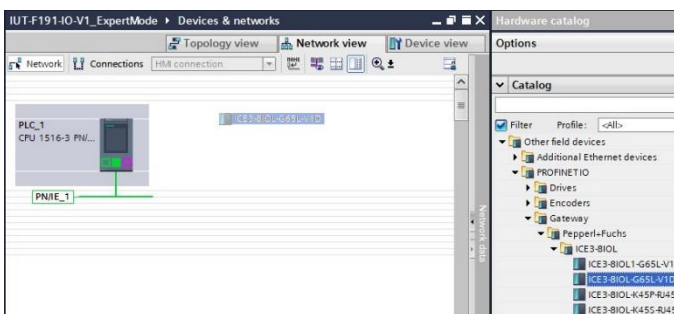 IUT-F191-IO-V1_ExpertMode ▸ Devices & networks
Topology view Network view Device view
Network Connections HMI connection
ICE3-8IOL-G65L-V1D
PLC_1
CPU 1516-3 PN/...
PN/IE_1
Network data
Hardware catalog
Options
Catalog
Filter Profile: <All>
Other field devices
Additional Ethernet devices
PROFINET IO
Drives
Encoders
Gateway
Pepperl+Fuchs
ICE3-8IOL
ICE3-8IOL1-G65L-V1
ICE3-8IOL-G65L-V1D
ICE3-8IOL-K45P-RJ45
ICE3-8IOL-K45S-RJ45